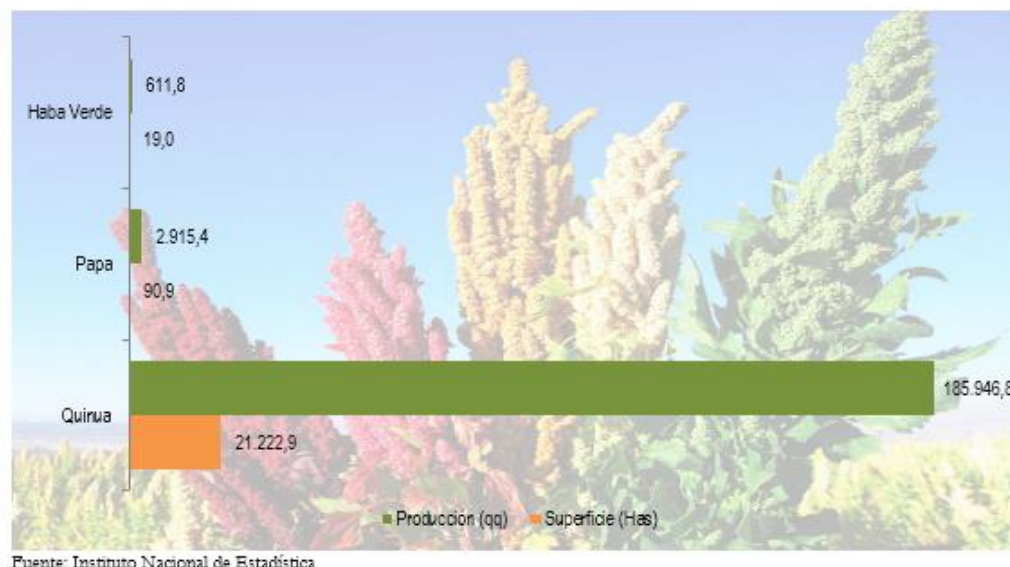 611,8
Haba Verde
19,0
2.915,4
Papa
90,9
185.946,8
Quinua
21.222,9
Producción (qq) Superficie (Has)
Fuente: Instituto Nacional de Estadística